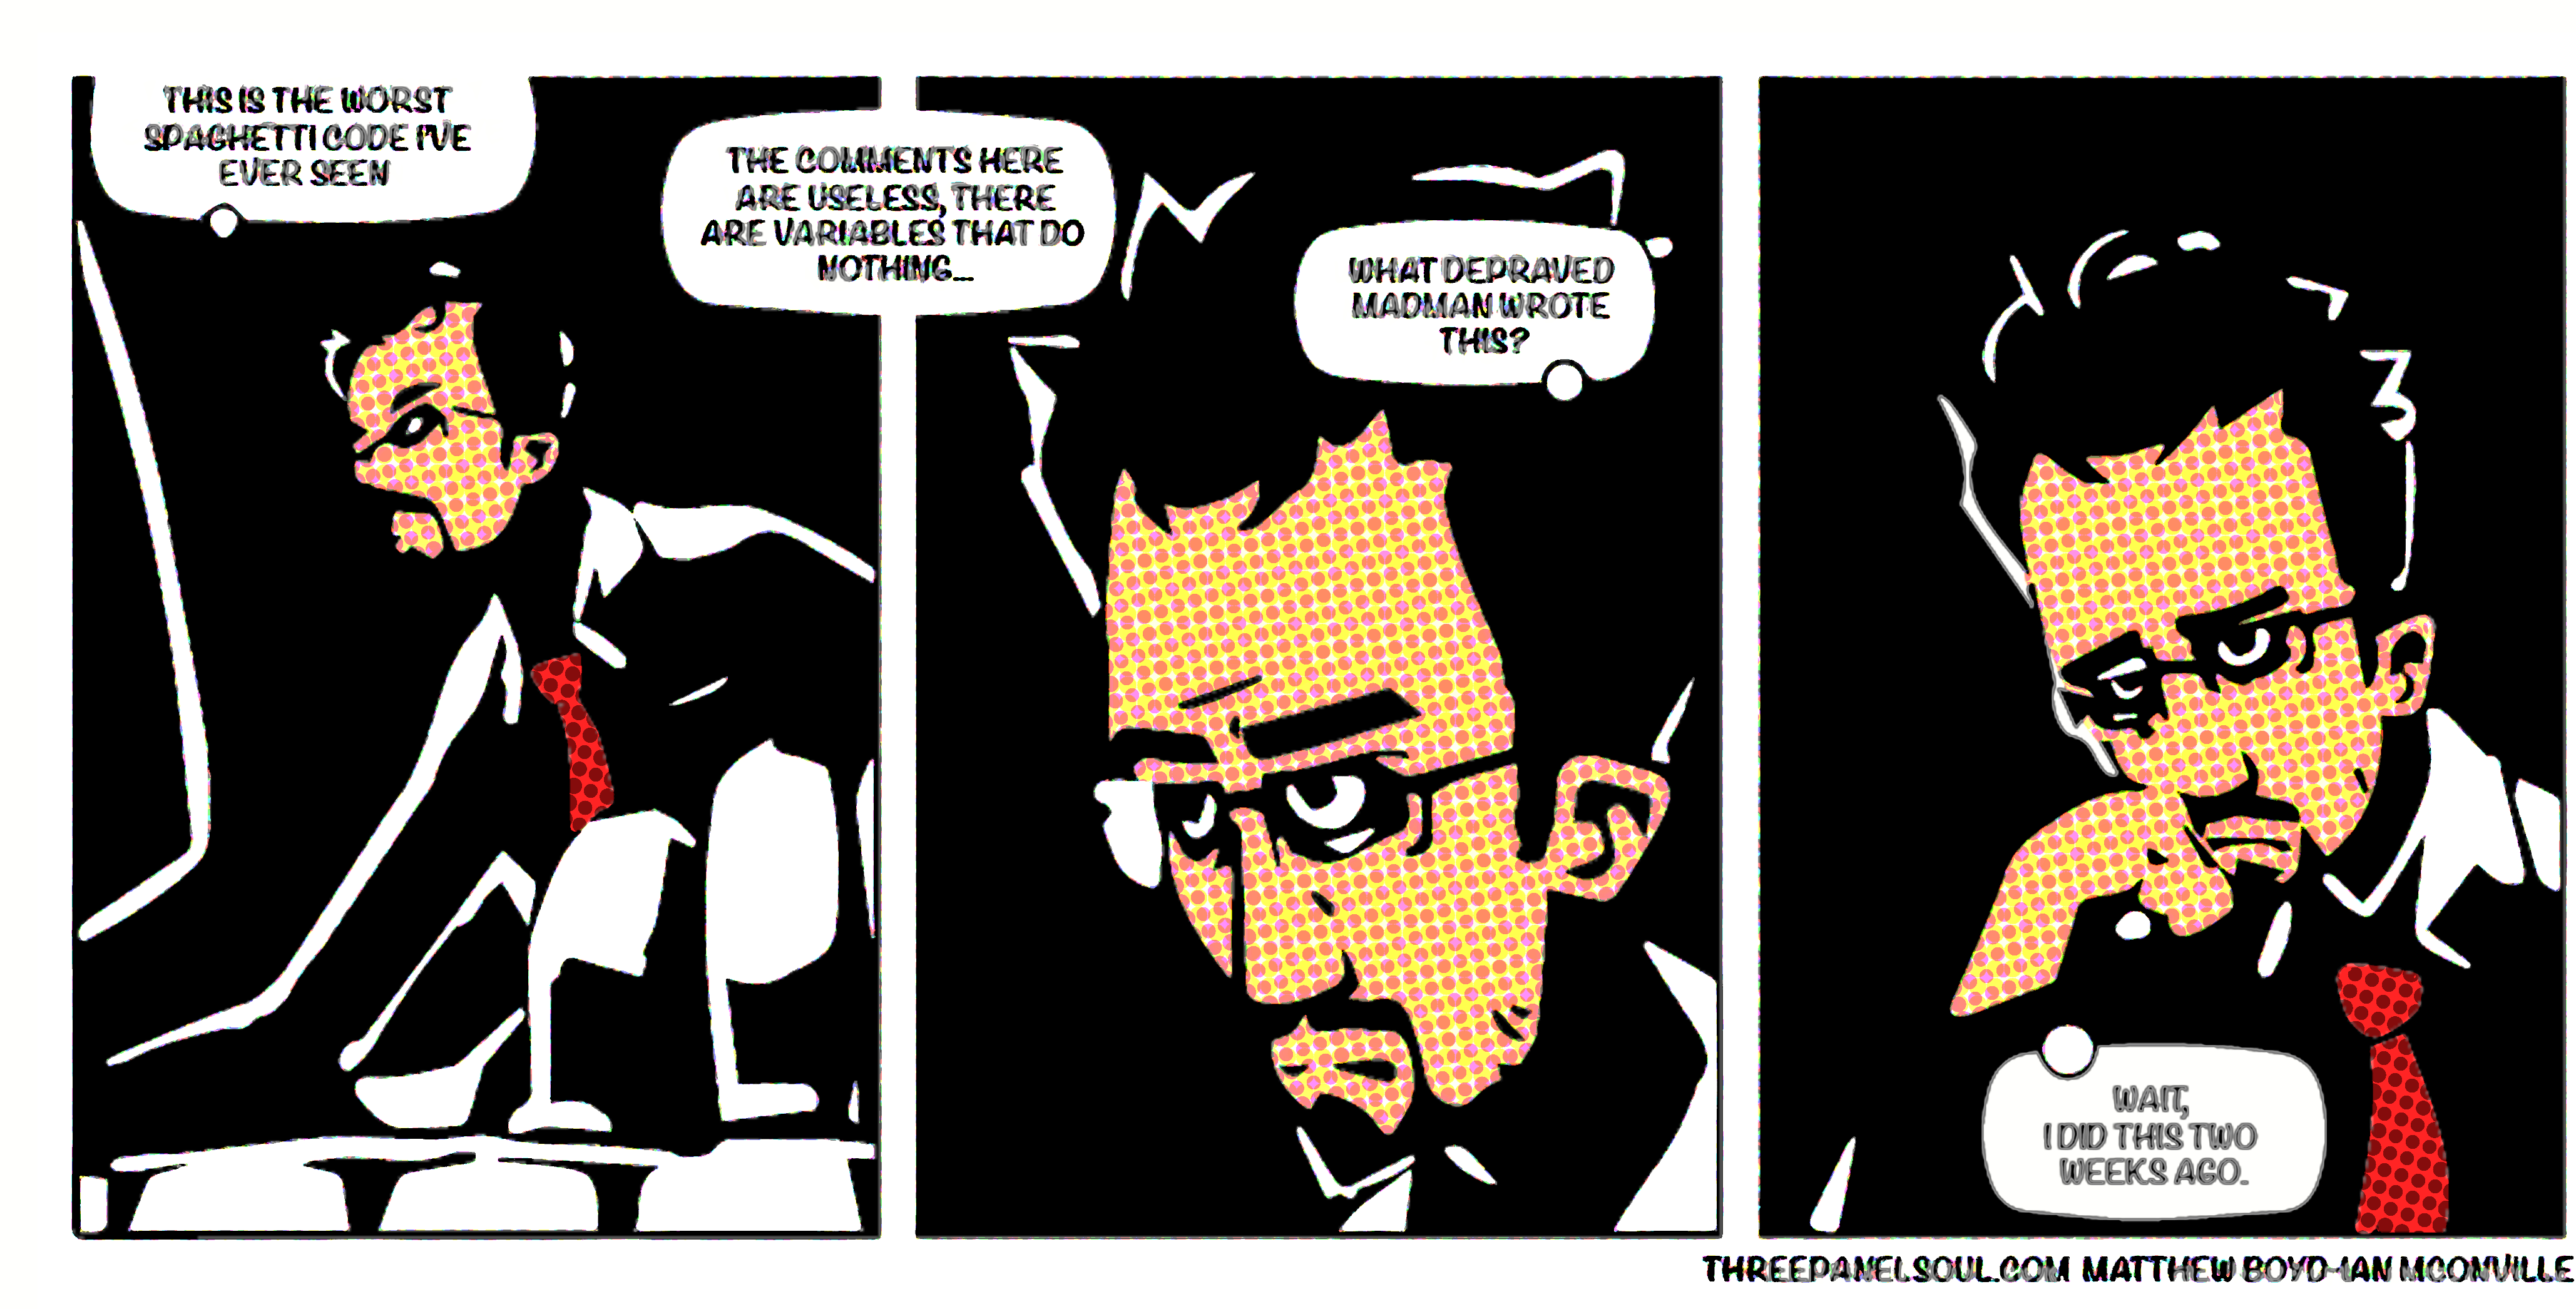 THIS IS THE WORST
SPAGHETTI CODE I'VE
EVER SEEN
THE COMMENTS HERE
ARE USELESS, THERE
ARE VARIABLES THAT DO
NOTHING...
WHAT DEPRAVED
MADMAN WROTE
THIS?
WAIT,
I DID THIS TWO
WEEKS AGO.
THREEPANELSOUL.COM MATTHEW BOYD-IAN MCONVILLE